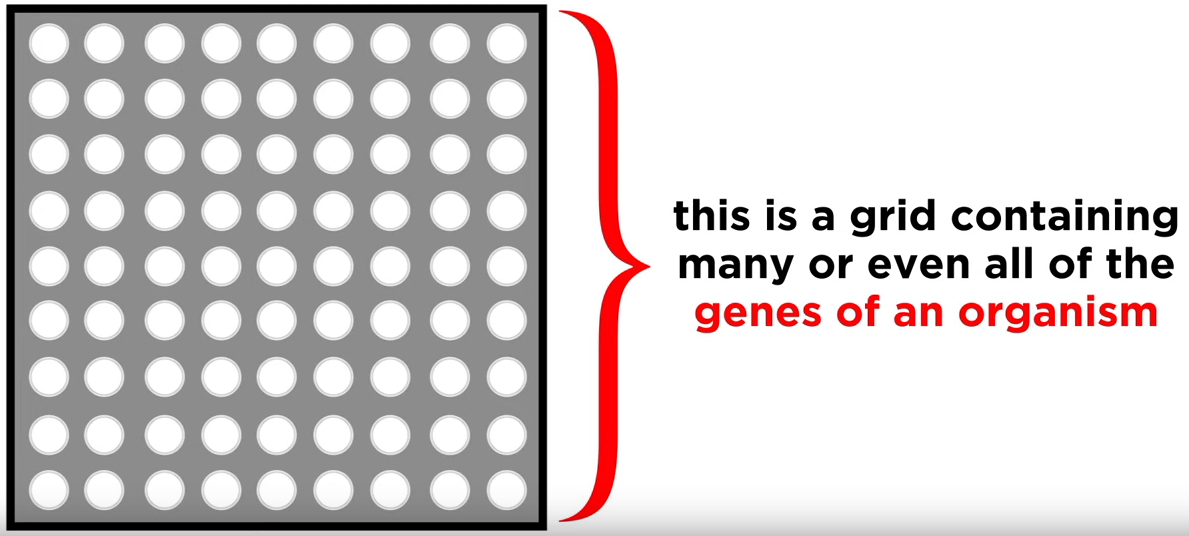 this is a grid containing
many or even all of the
genes of an organism